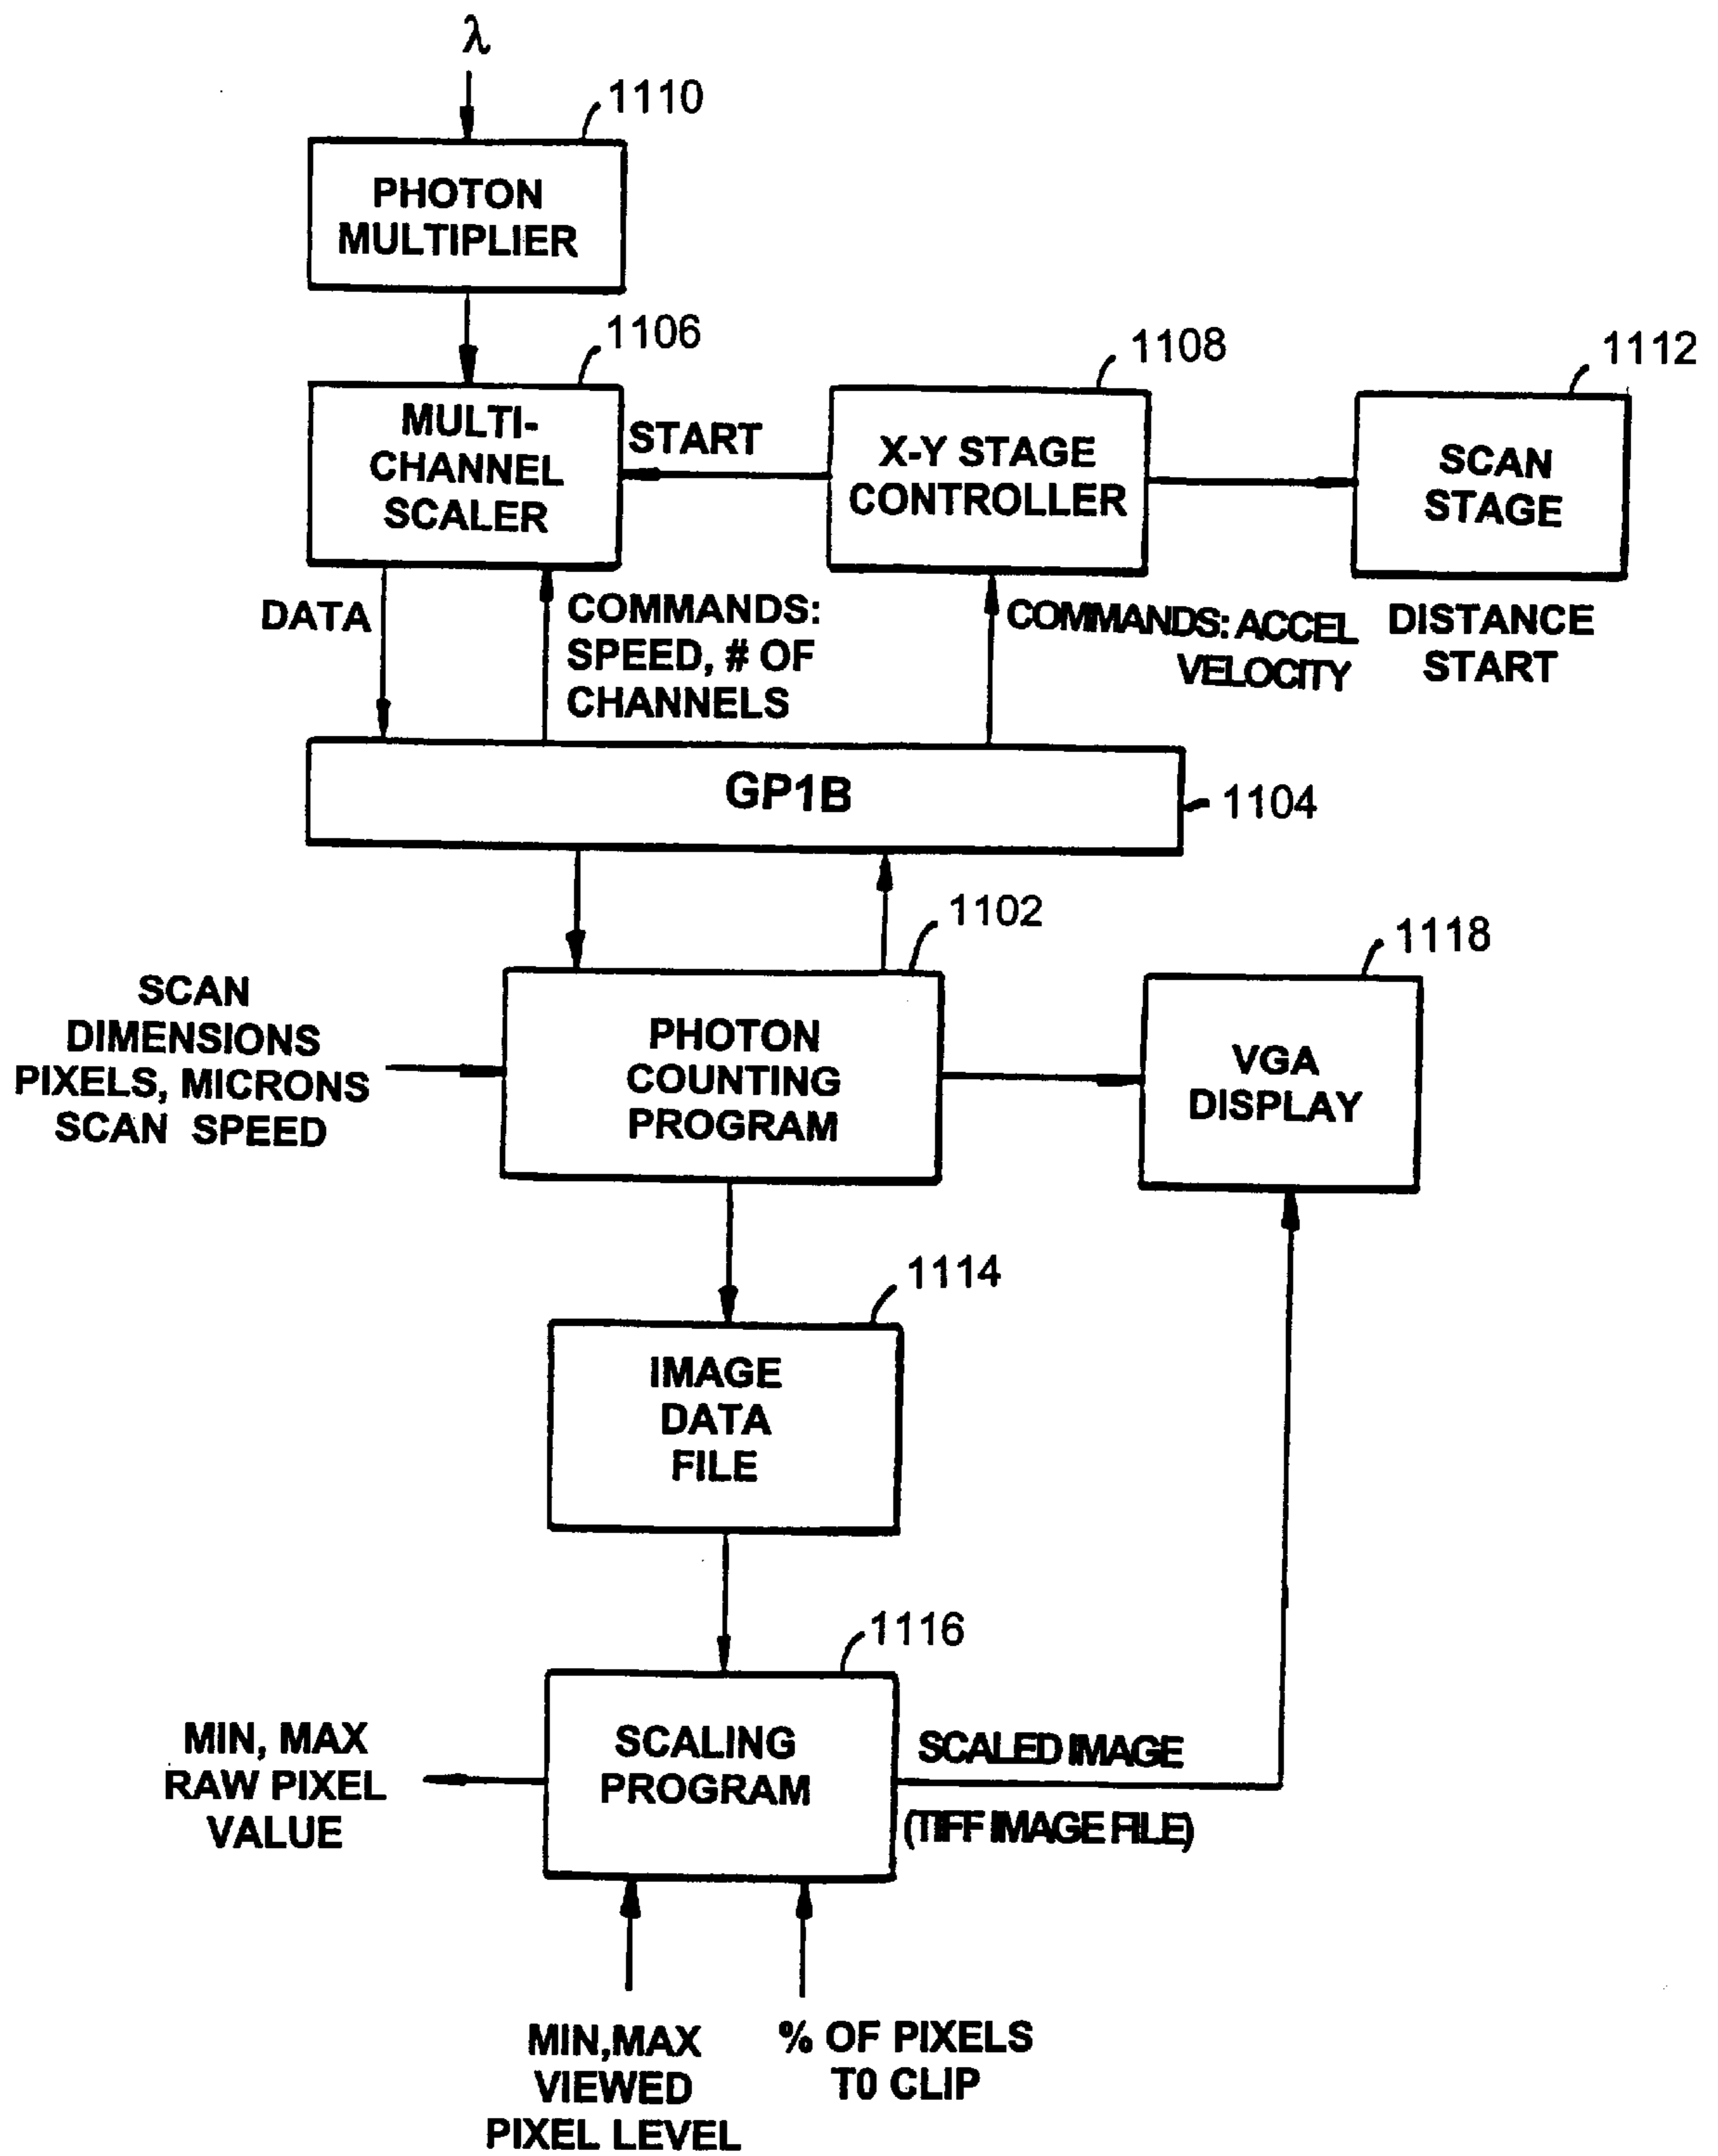 λ
1110
PHOTON
MULTIPLIER
1106
1108
1112
MULTI-
CHANNEL
SCALER
START
X-Y STAGE
CONTROLLER
SCAN
STAGE
DATA
COMMANDS:
SPEED, # OF
CHANNELS
COMMANDS: ACCEL
VELOCITY
DISTANCE
START
GP1B
1104
1102
1118
SCAN
DIMENSIONS
PIXELS, MICRONS
SCAN SPEED
PHOTON
COUNTING
PROGRAM
VGA
DISPLAY
1114
IMAGE
DATA
FILE
1116
MIN, MAX
RAW PIXEL
VALUE
SCALING
PROGRAM
SCALED IMAGE
(TIFF IMAGE FILE)
MIN,MAX
VIEWED
PIXEL LEVEL
% OF PIXELS
T0 CLIP